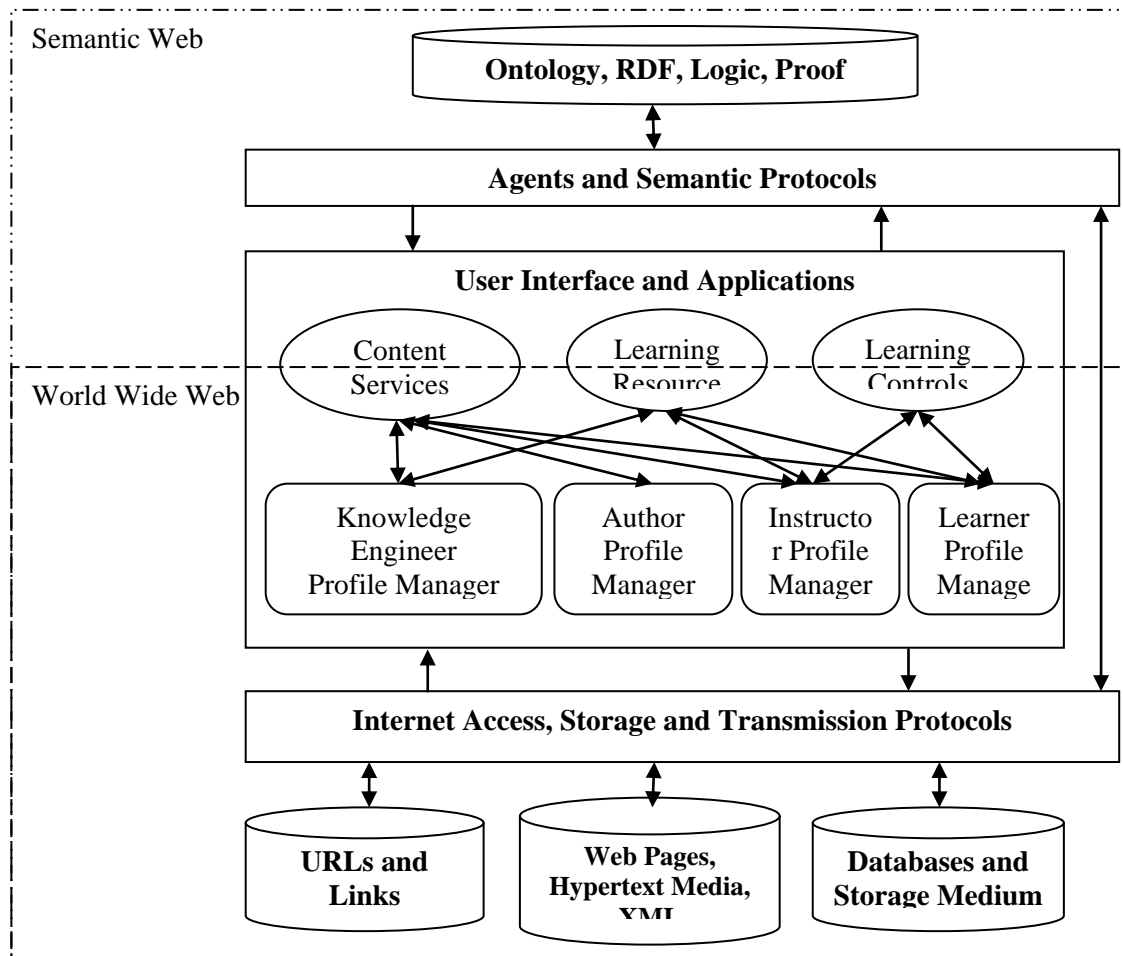 Semantic Web
Ontology, RDF, Logic, Proof
Agents and Semantic Protocols
User Interface and Applications
Content
Services
Learning
Resource
Learning
Controls
World Wide Web
Knowledge
Engineer
Profile Manager
Author
Profile
Manager
Instructo
r Profile
Manager
Learner
Profile
Manage
Internet Access, Storage and Transmission Protocols
URLs and
Links
Web Pages,
Hypertext Media,
XML
Databases and
Storage Medium